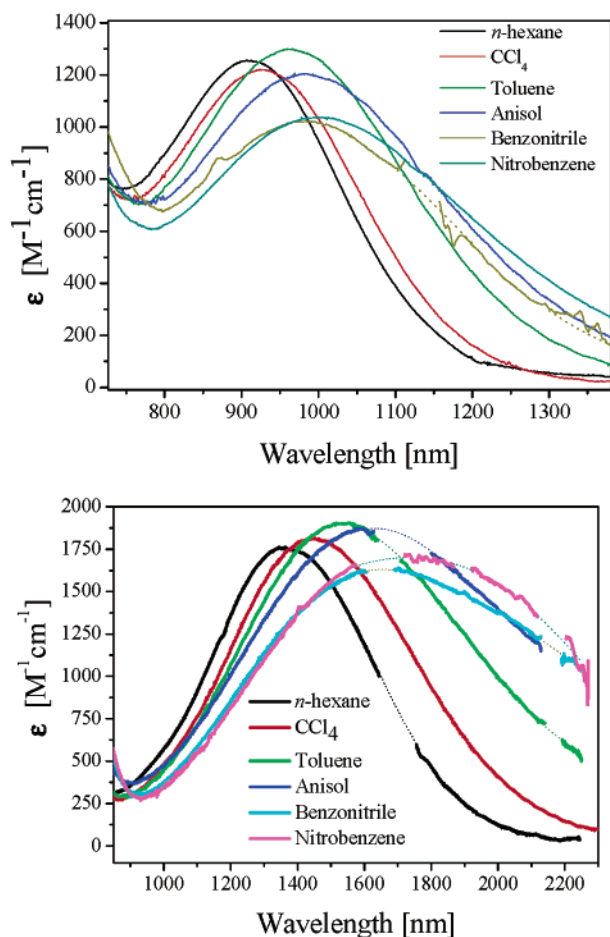 n-hexane
CCl₄
Toluene
Anisol
Benzonitrile
Nitrobenzene
1400
1200
1000
800
600
400
200
0
ε [M⁻¹cm⁻¹]
800 900 1000 1100 1200 1300
Wavelength [nm]
2000
1750
1500
1250
1000
750
500
250
0
ε [M⁻¹cm⁻¹]
n-hexane
CCl₄
Toluene
Anisol
Benzonitrile
Nitrobenzene
1000 1200 1400 1600 1800 2000 2200
Wavelength [nm]